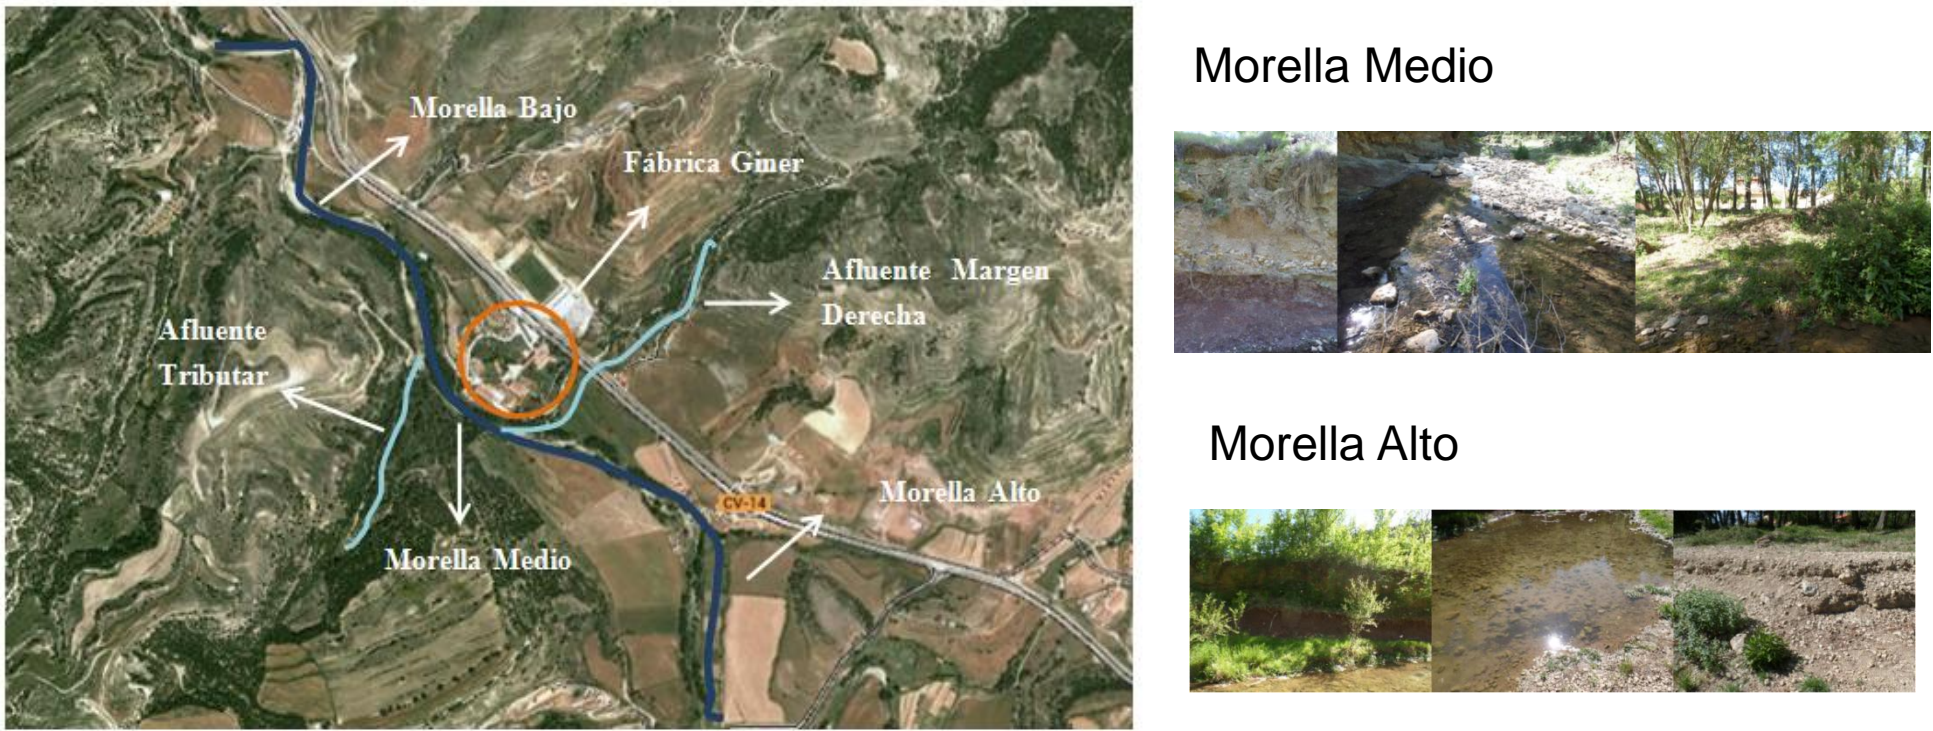 Morella Bajo
Fábrica Giner
Afluente Margen
Derecha
Afluente
Tributar
Morella Alto
CV-14
Morella Medio
Morella Medio
Morella Alto